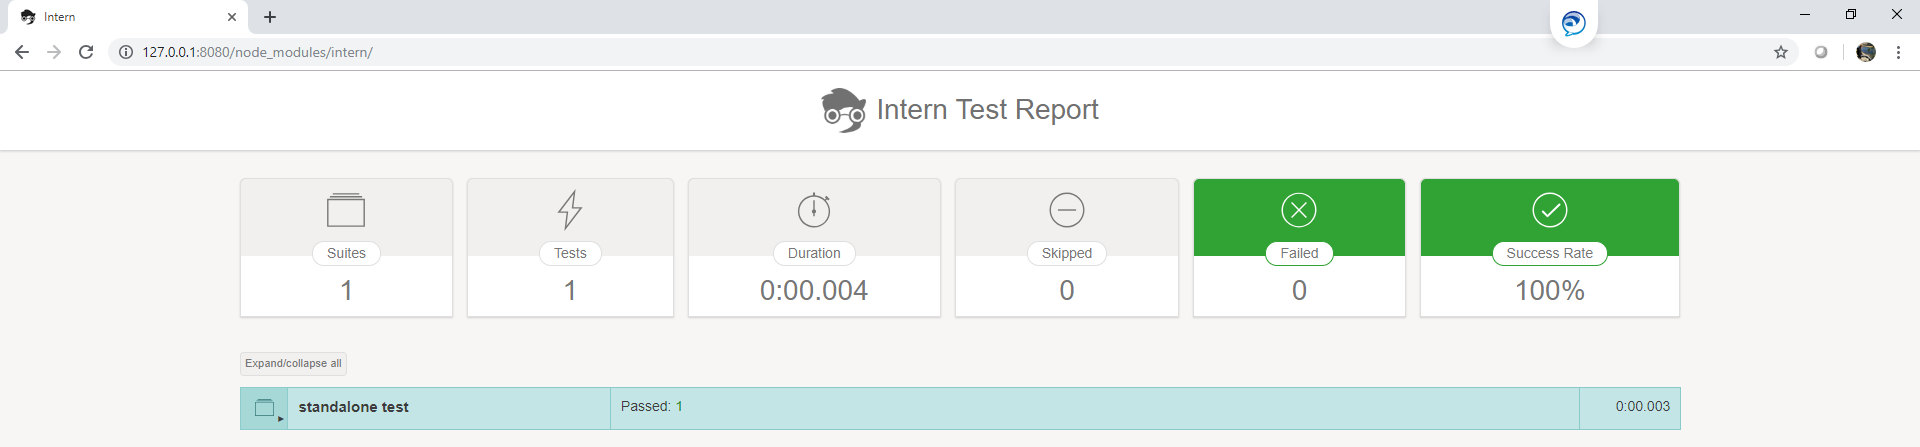 Intern
127.0.0.1:8080/node_modules/intern/
Intern Test Report
Suites Tests Duration Skipped Failed Success Rate
1 1 0:00.004 0 0 100%
Expand/collapse all
standalone test Passed: 1 0:00.003